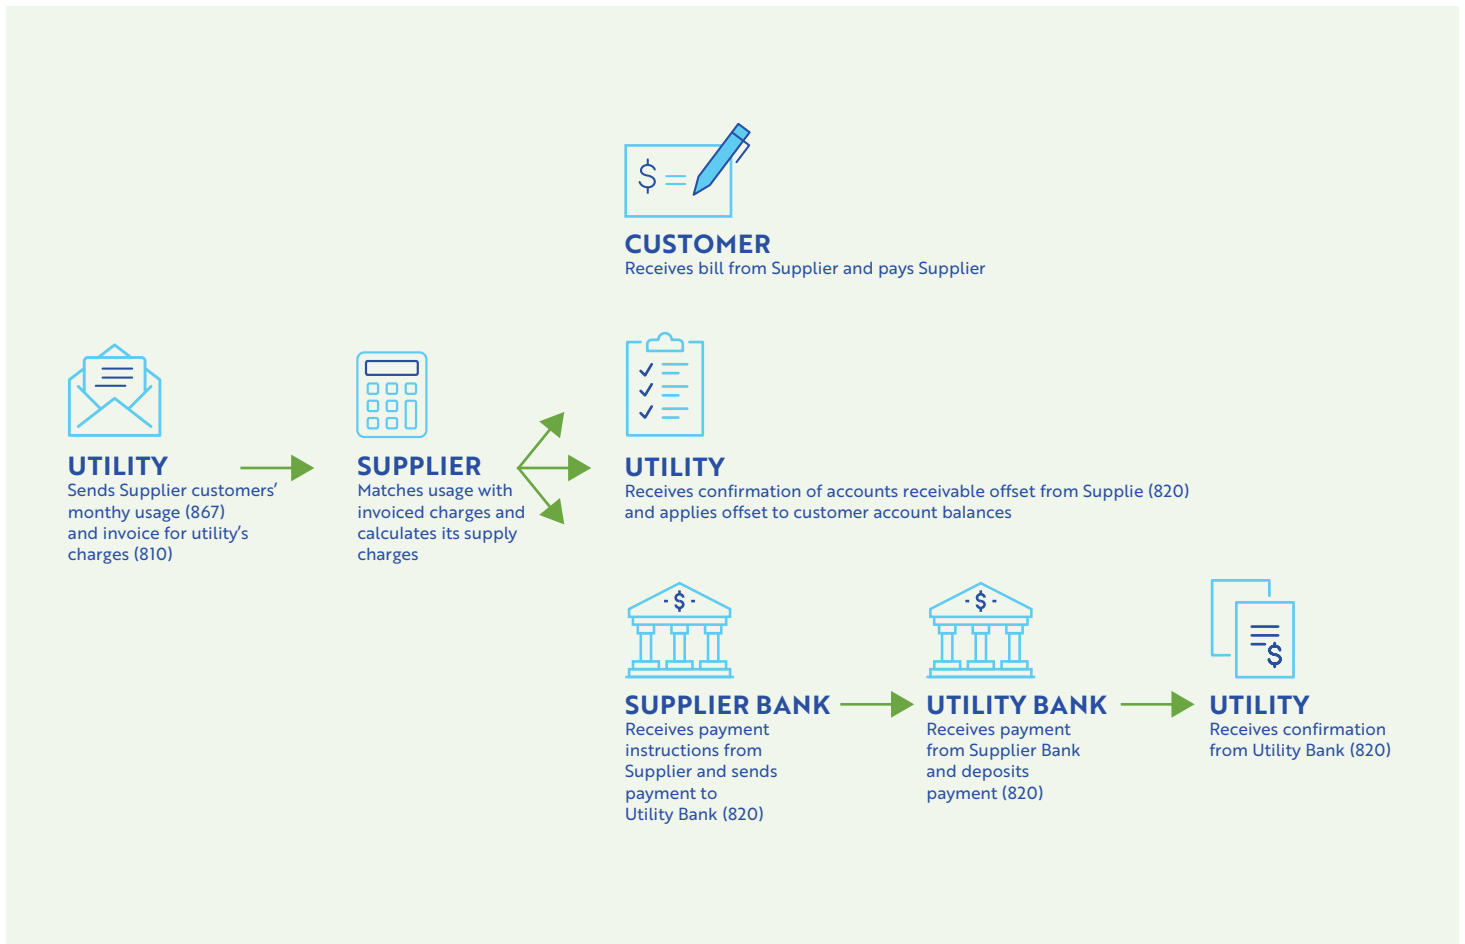 $ =
CUSTOMER
Receives bill from Supplier and pays Supplier
UTILITY
Sends Supplier customers’
monthy usage (867)
and invoice for utility’s
charges (810)
SUPPLIER
Matches usage with
invoiced charges and
calculates its supply
charges
UTILITY
Receives confirmation of accounts receivable offset from Supplie (820)
and applies offset to customer account balances
$
SUPPLIER BANK
Receives payment
instructions from
Supplier and sends
payment to
Utility Bank (820)
$
UTILITY BANK
Receives payment
from Supplier Bank
and deposits
payment (820)
$
UTILITY
Receives confirmation
from Utility Bank (820)